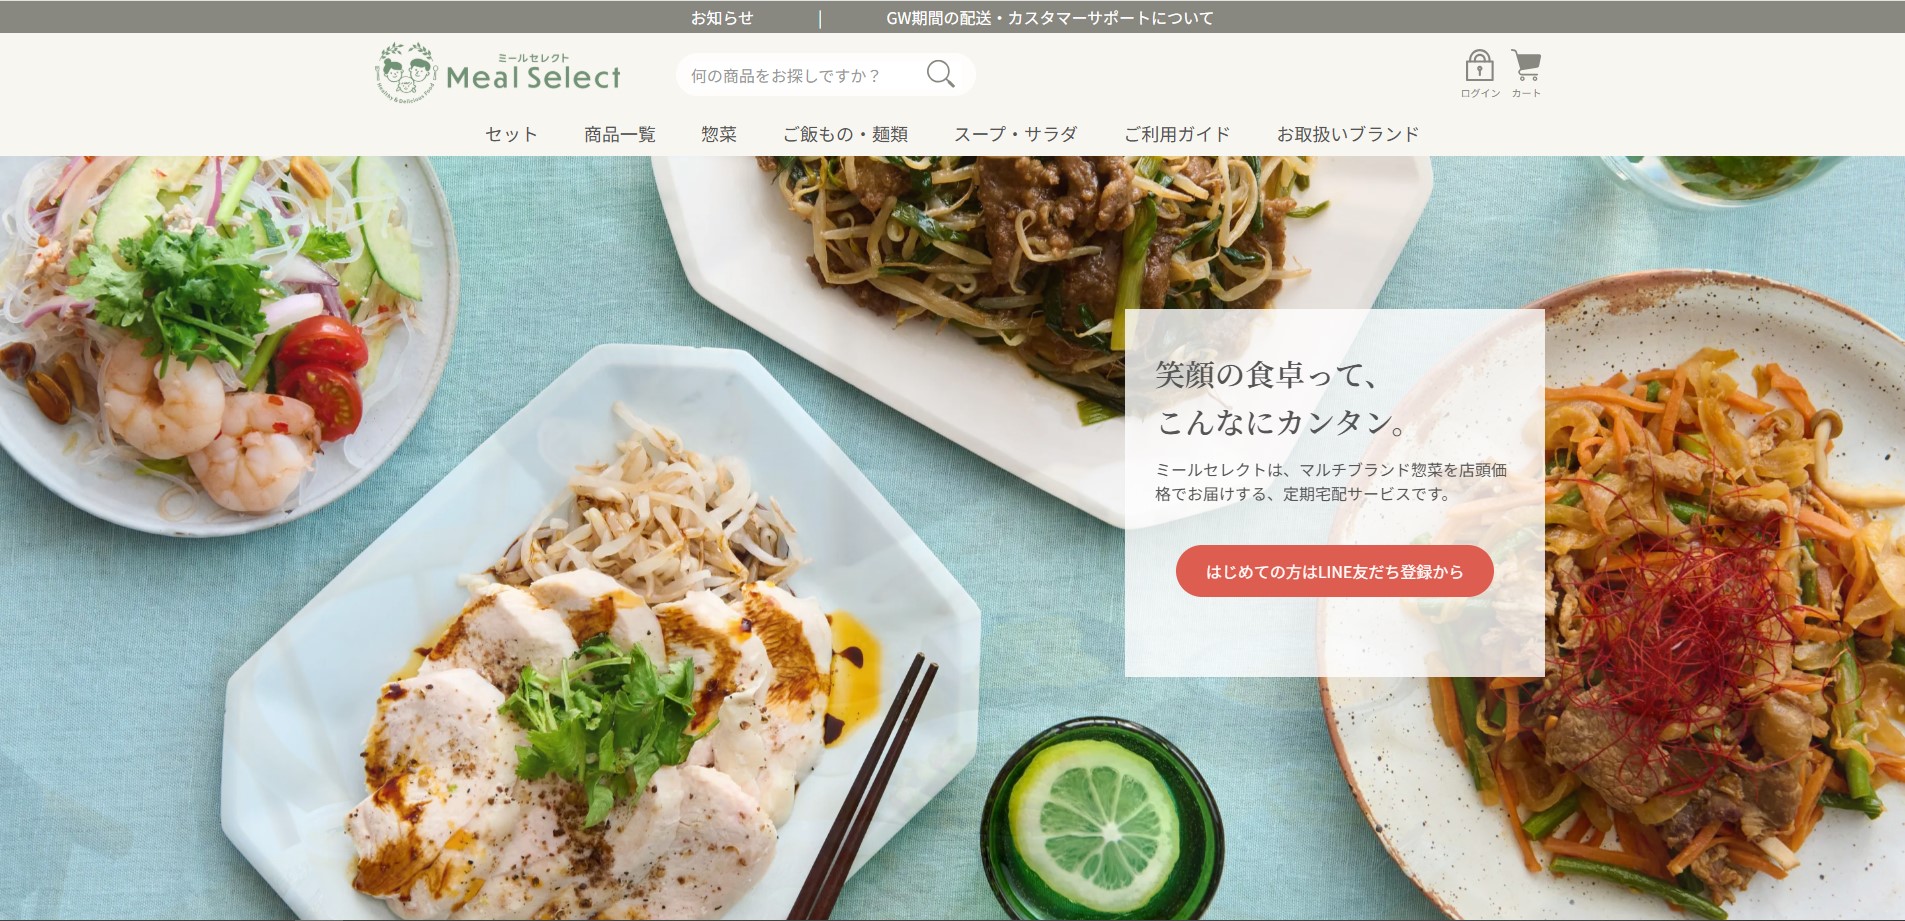 お知らせ | GW期間の配送・カスタマーサポートについて
ミールセレクト
Meal Select
Healthy & Delicious Food
何の商品をお探しですか？
ログイン カート
セット 商品一覧 惣菜 ご飯もの・麺類 スープ・サラダ ご利用ガイド お取扱いブランド
笑顔の食卓って、
こんなにカンタン。
ミールセレクトは、マルチブランド惣菜を店頭価
格でお届けする、定期宅配サービスです。
はじめての方はLINE友だち登録から